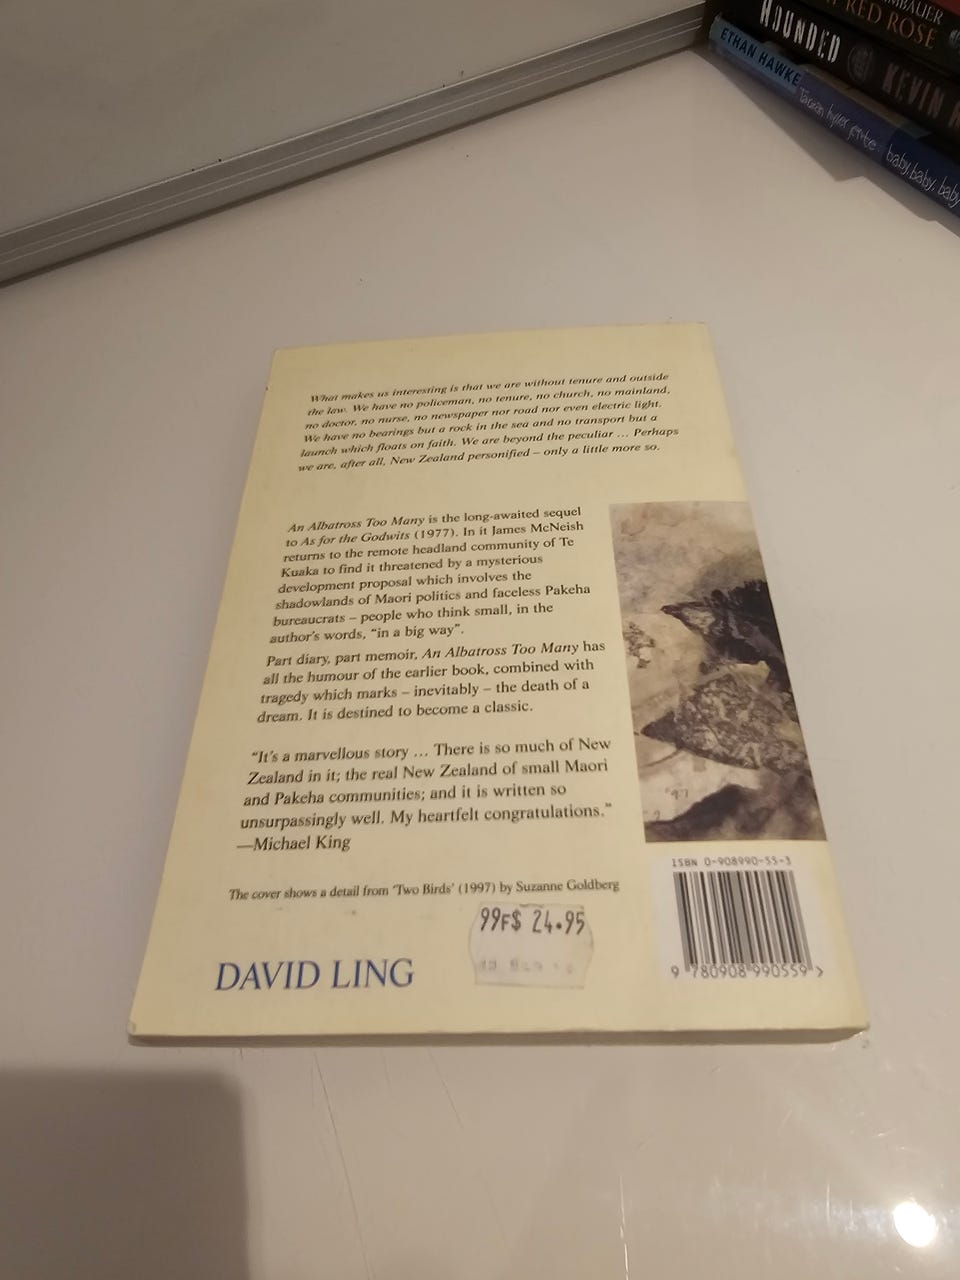 MBAUER
RED ROSE
HOUNDED
KEVIN
ETHAN HAWKE
baby, baby, baby
What makes us interesting is that we are without tenure and outside
the law. We have no policeman, no tenure, no church, no mainland,
no doctor, no nurse, no newspaper nor road nor even electric light.
We have no bearings but a rock in the sea and no transport but a
launch which floats on faith. We are beyond the peculiar ... Perhaps
we are, after all, New Zealand personified – only a little more so.
An Albatross Too Many is the long-awaited sequel
to As for the Godwits (1977). In it James McNeish
returns to the remote headland community of Te
Kuaka to find it threatened by a mysterious
development proposal which involves the
shadowlands of Maori politics and faceless Pakeha
bureaucrats – people who think small, in the
author's words, "in a big way".
Part diary, part memoir, An Albatross Too Many has
all the humour of the earlier book, combined with
tragedy which marks – inevitably – the death of a
dream. It is destined to become a classic.
"It's a marvellous story ... There is so much of New
Zealand in it; the real New Zealand of small Maori
and Pakeha communities; and it is written so
unsurpassingly well. My heartfelt congratulations."
—Michael King
The cover shows a detail from 'Two Birds' (1997) by Suzanne Goldberg
99F$ 24.95
DAVID LING
ISBN 0-908990-55-3
9 780908 990559 >